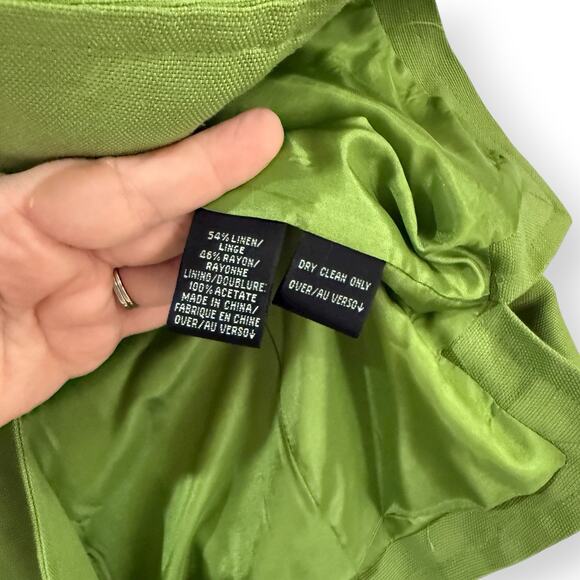 54% LINEN/
LINGE
46% RAYON/
RAYONNE
LINING/DOUBLURE:
100% ACETATE
MADE IN CHINA/
FABRIQUE EN CHINE
OVER/AU VERSO↓
DRY CLEAN ONLY
OVER/AU VERSO↓